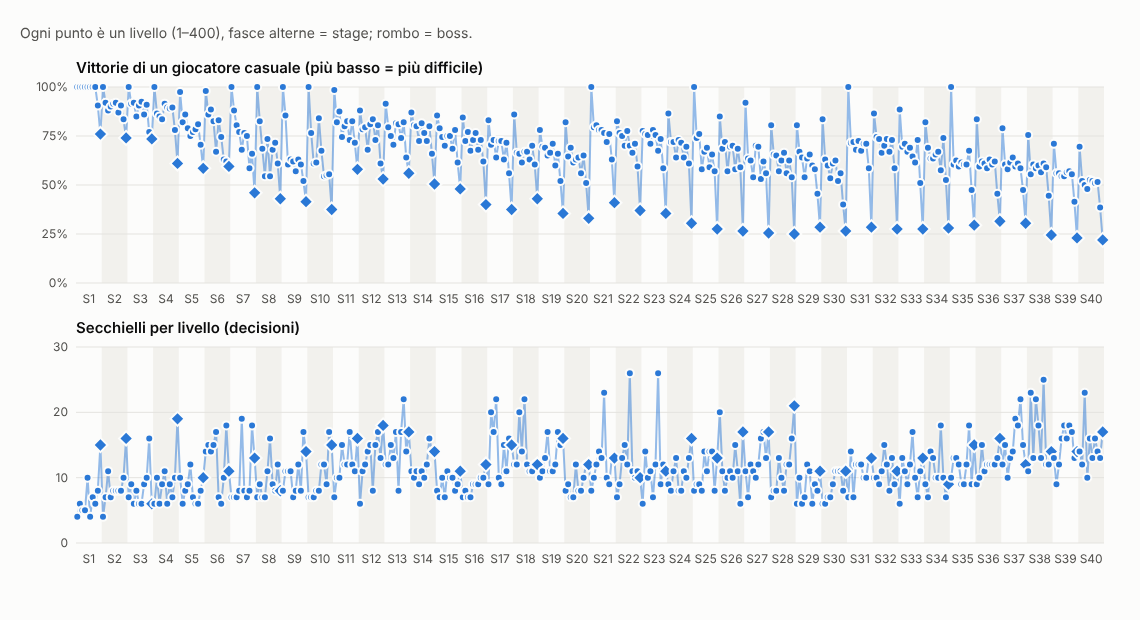 Ogni punto è un livello (1–400), fasce alterne = stage; rombo = boss.
Vittorie di un giocatore casuale (più basso = più difficile)
100%
75%
50%
25%
0%
S1 S2 S3 S4 S5 S6 S7 S8 S9 S10 S11 S12 S13 S14 S15 S16 S17 S18 S19 S20 S21 S22 S23 S24 S25 S26 S27 S28 S29 S30 S31 S32 S33 S34 S35 S36 S37 S38 S39 S40
Secchielli per livello (decisioni)
30
20
10
0
S1 S2 S3 S4 S5 S6 S7 S8 S9 S10 S11 S12 S13 S14 S15 S16 S17 S18 S19 S20 S21 S22 S23 S24 S25 S26 S27 S28 S29 S30 S31 S32 S33 S34 S35 S36 S37 S38 S39 S40